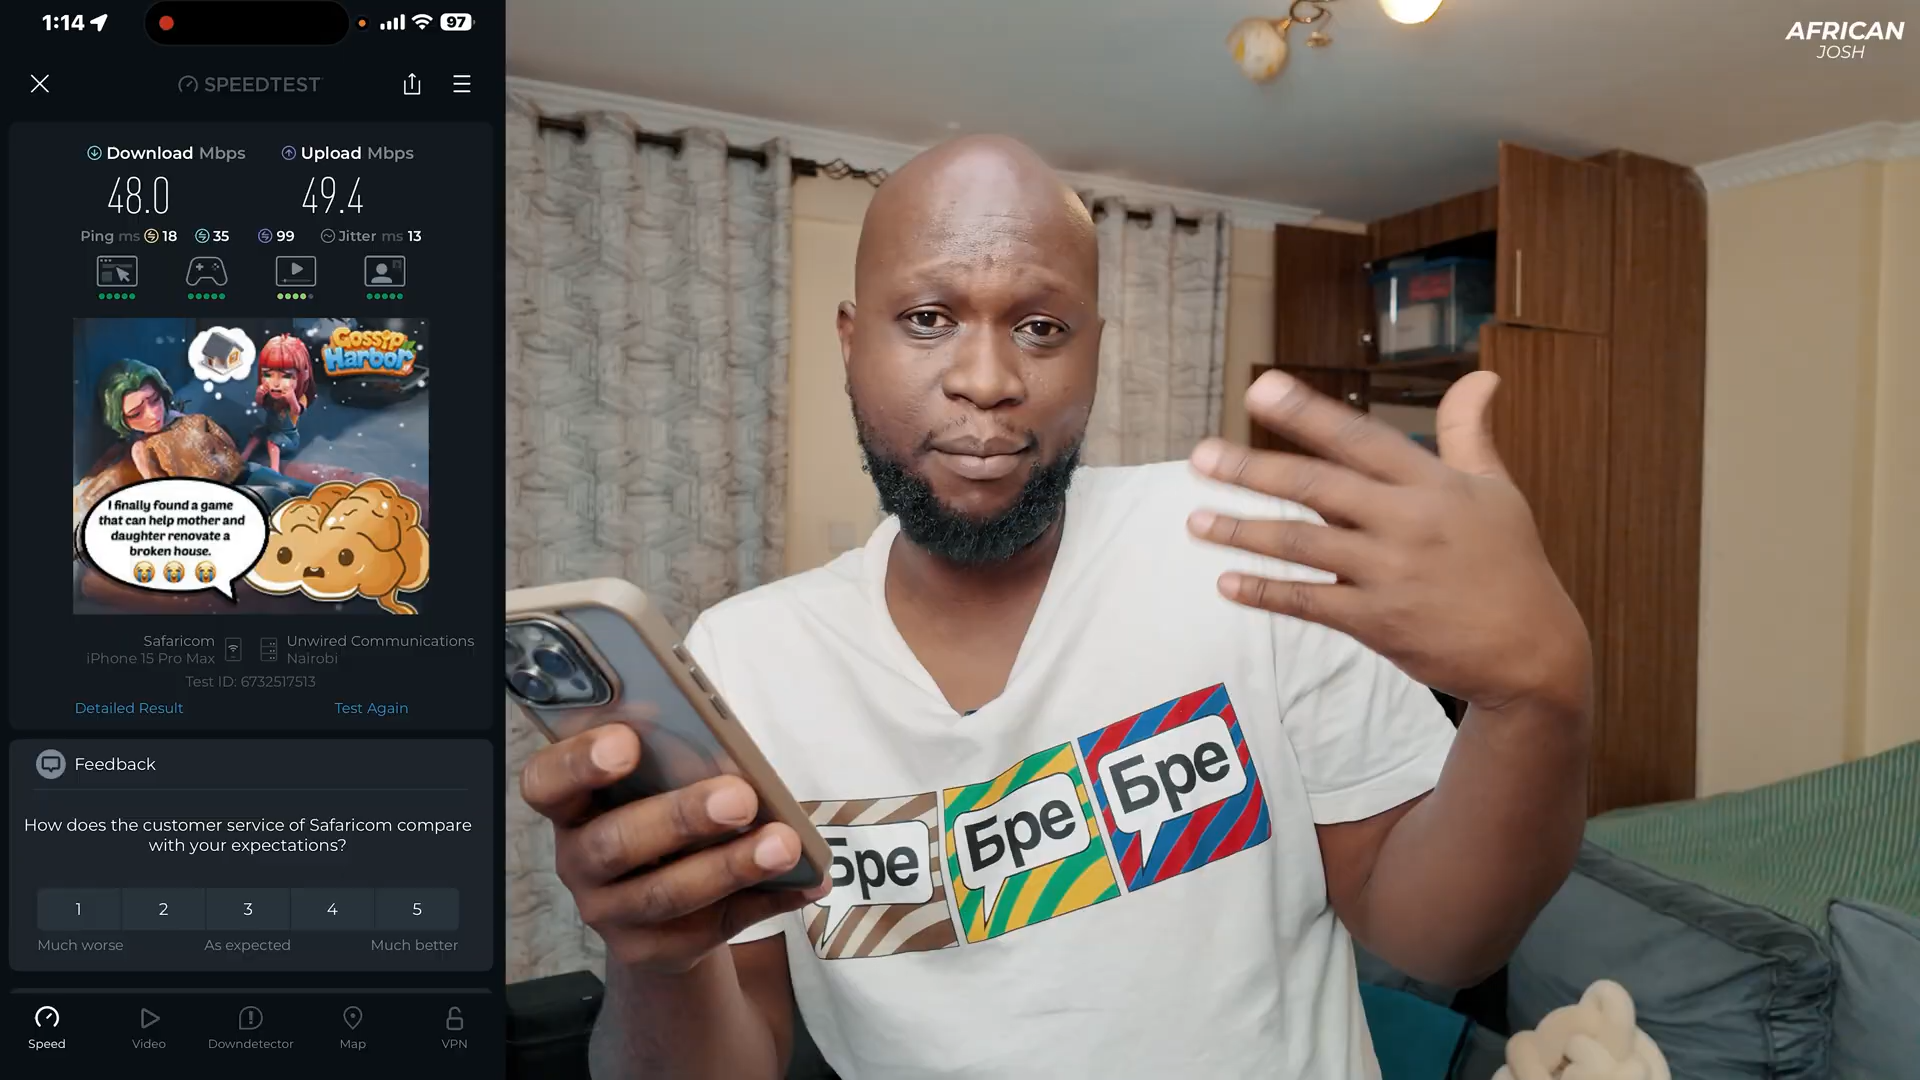 1:14
97
SPEEDTEST
Download Mbps
Upload Mbps
48.0
49.4
Ping ms 18 35 99 Jitter ms 13
Gossip
Harbor
I finally found a game
that can help mother and
daughter renovate a
broken house.
Safaricom
iPhone 15 Pro Max
Unwired Communications
Nairobi
Test ID: 6732517513
Detailed Result
Test Again
Feedback
How does the customer service of Safaricom compare
with your expectations?
1 2 3 4 5
Much worse As expected Much better
Speed Video Downdetector Map VPN
AFRICAN
JOSH
Бре
Бре
Бре